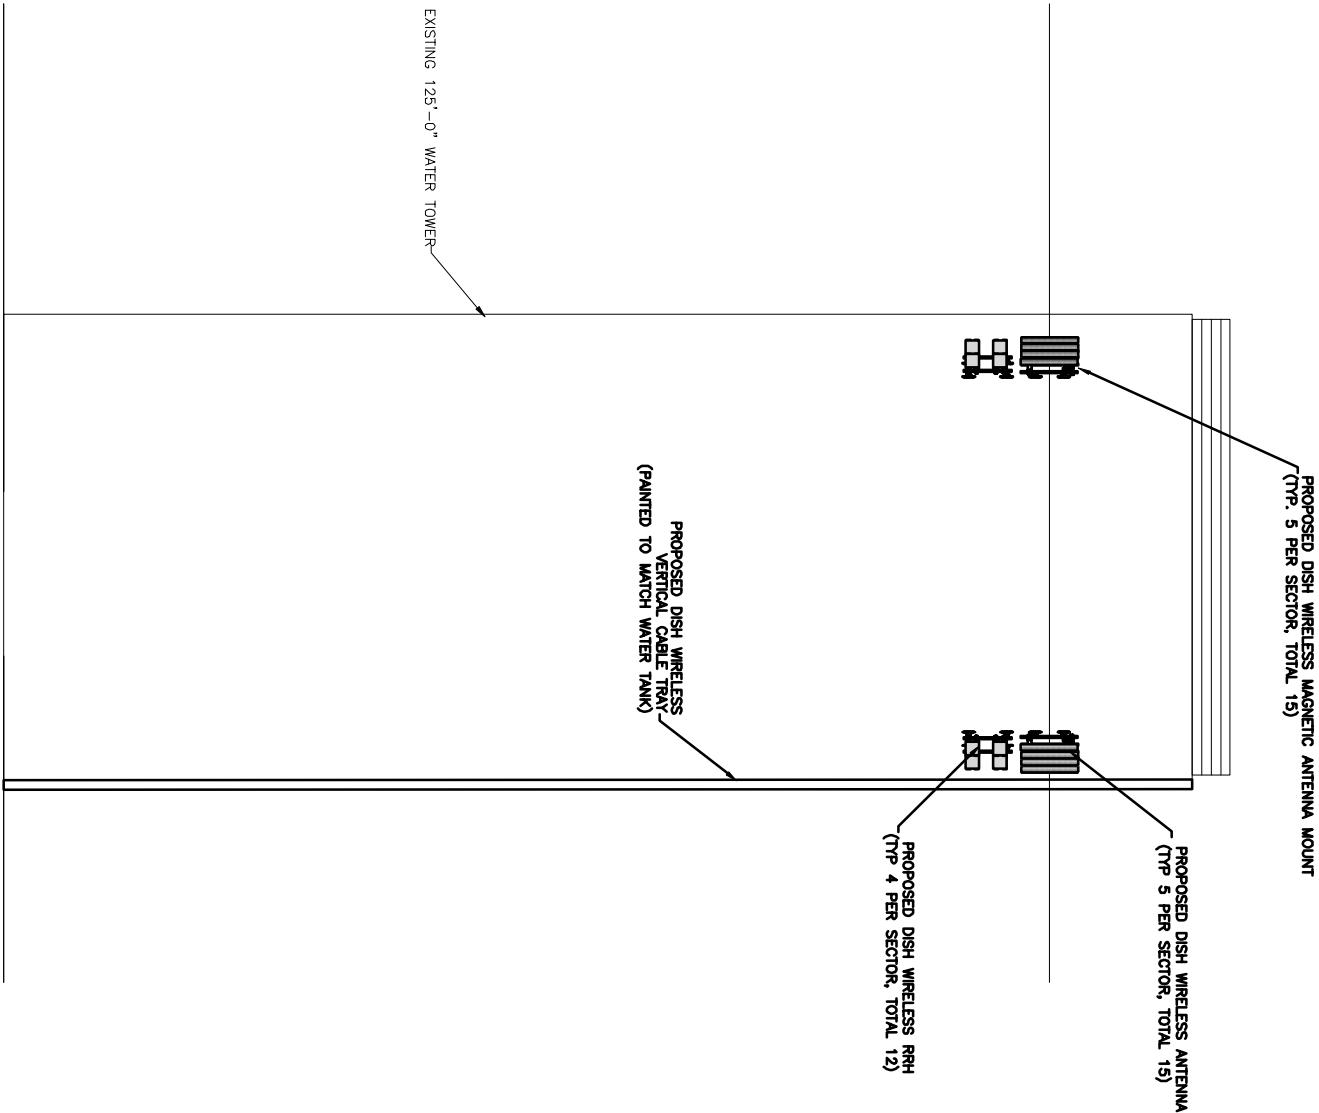 PROPOSED DISH WIRELESS MAGNETIC ANTENNA MOUNT
(TYP. 5 PER SECTOR, TOTAL 15)
PROPOSED DISH WIRELESS ANTENNA
(TYP 5 PER SECTOR, TOTAL 15)
PROPOSED DISH WIRELESS RRH
(TYP 4 PER SECTOR, TOTAL 12)
PROPOSED DISH WIRELESS
VERTICAL CABLE TRAY
(PAINTED TO MATCH WATER TANK)
EXISTING 125'-0" WATER TOWER